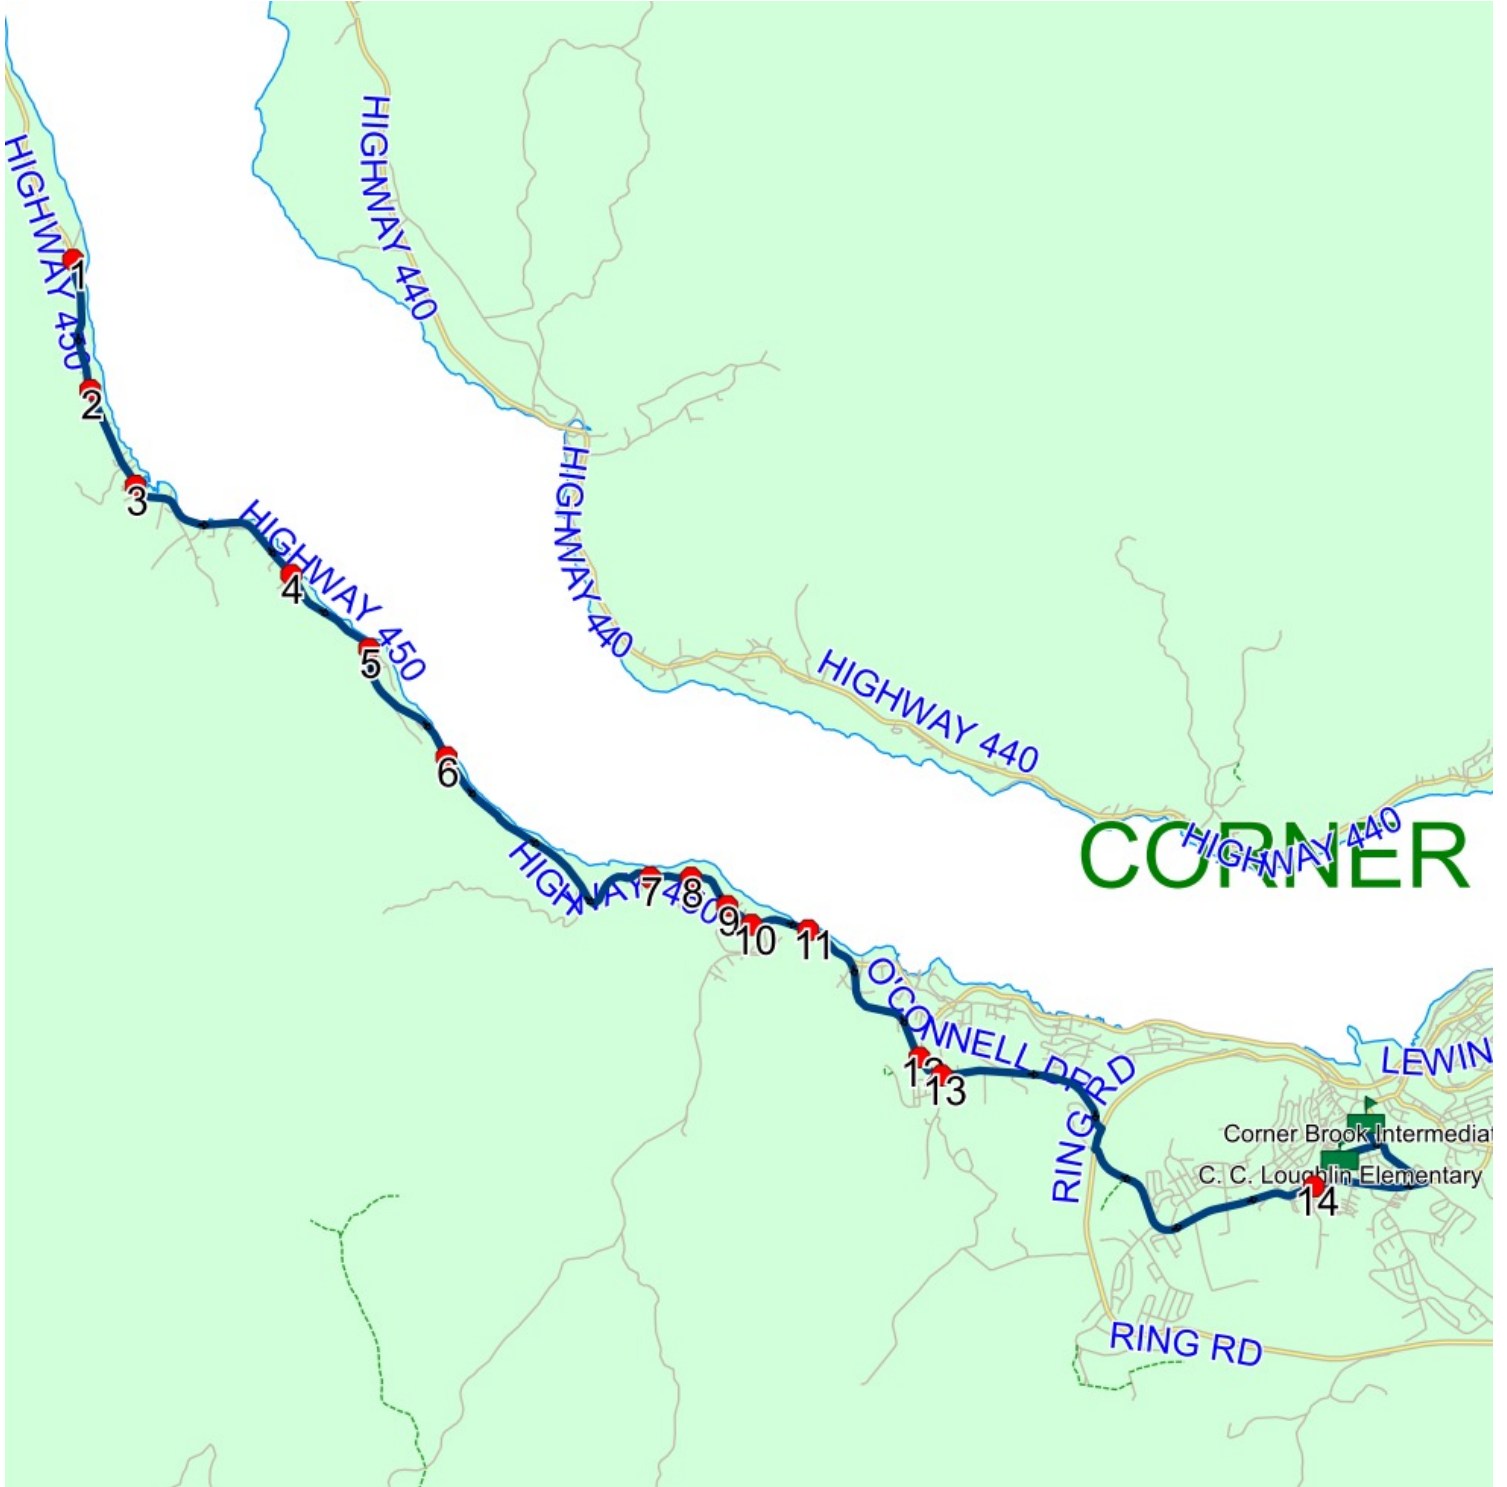 HIGHWAY 440
HIGHWAY 450
1
2
HIGHWAY 440
3
HIGHWAY 450
4
5
HIGHWAY 440
6
HIGHWAY 440
CORNER
HIGHWAY 450
7
8
9
10
11
O'CONNELL DR
12
13
RING RD
LEWIN
Corner Brook Intermediat
C. C. Loughlin Elementary
14
RING RD